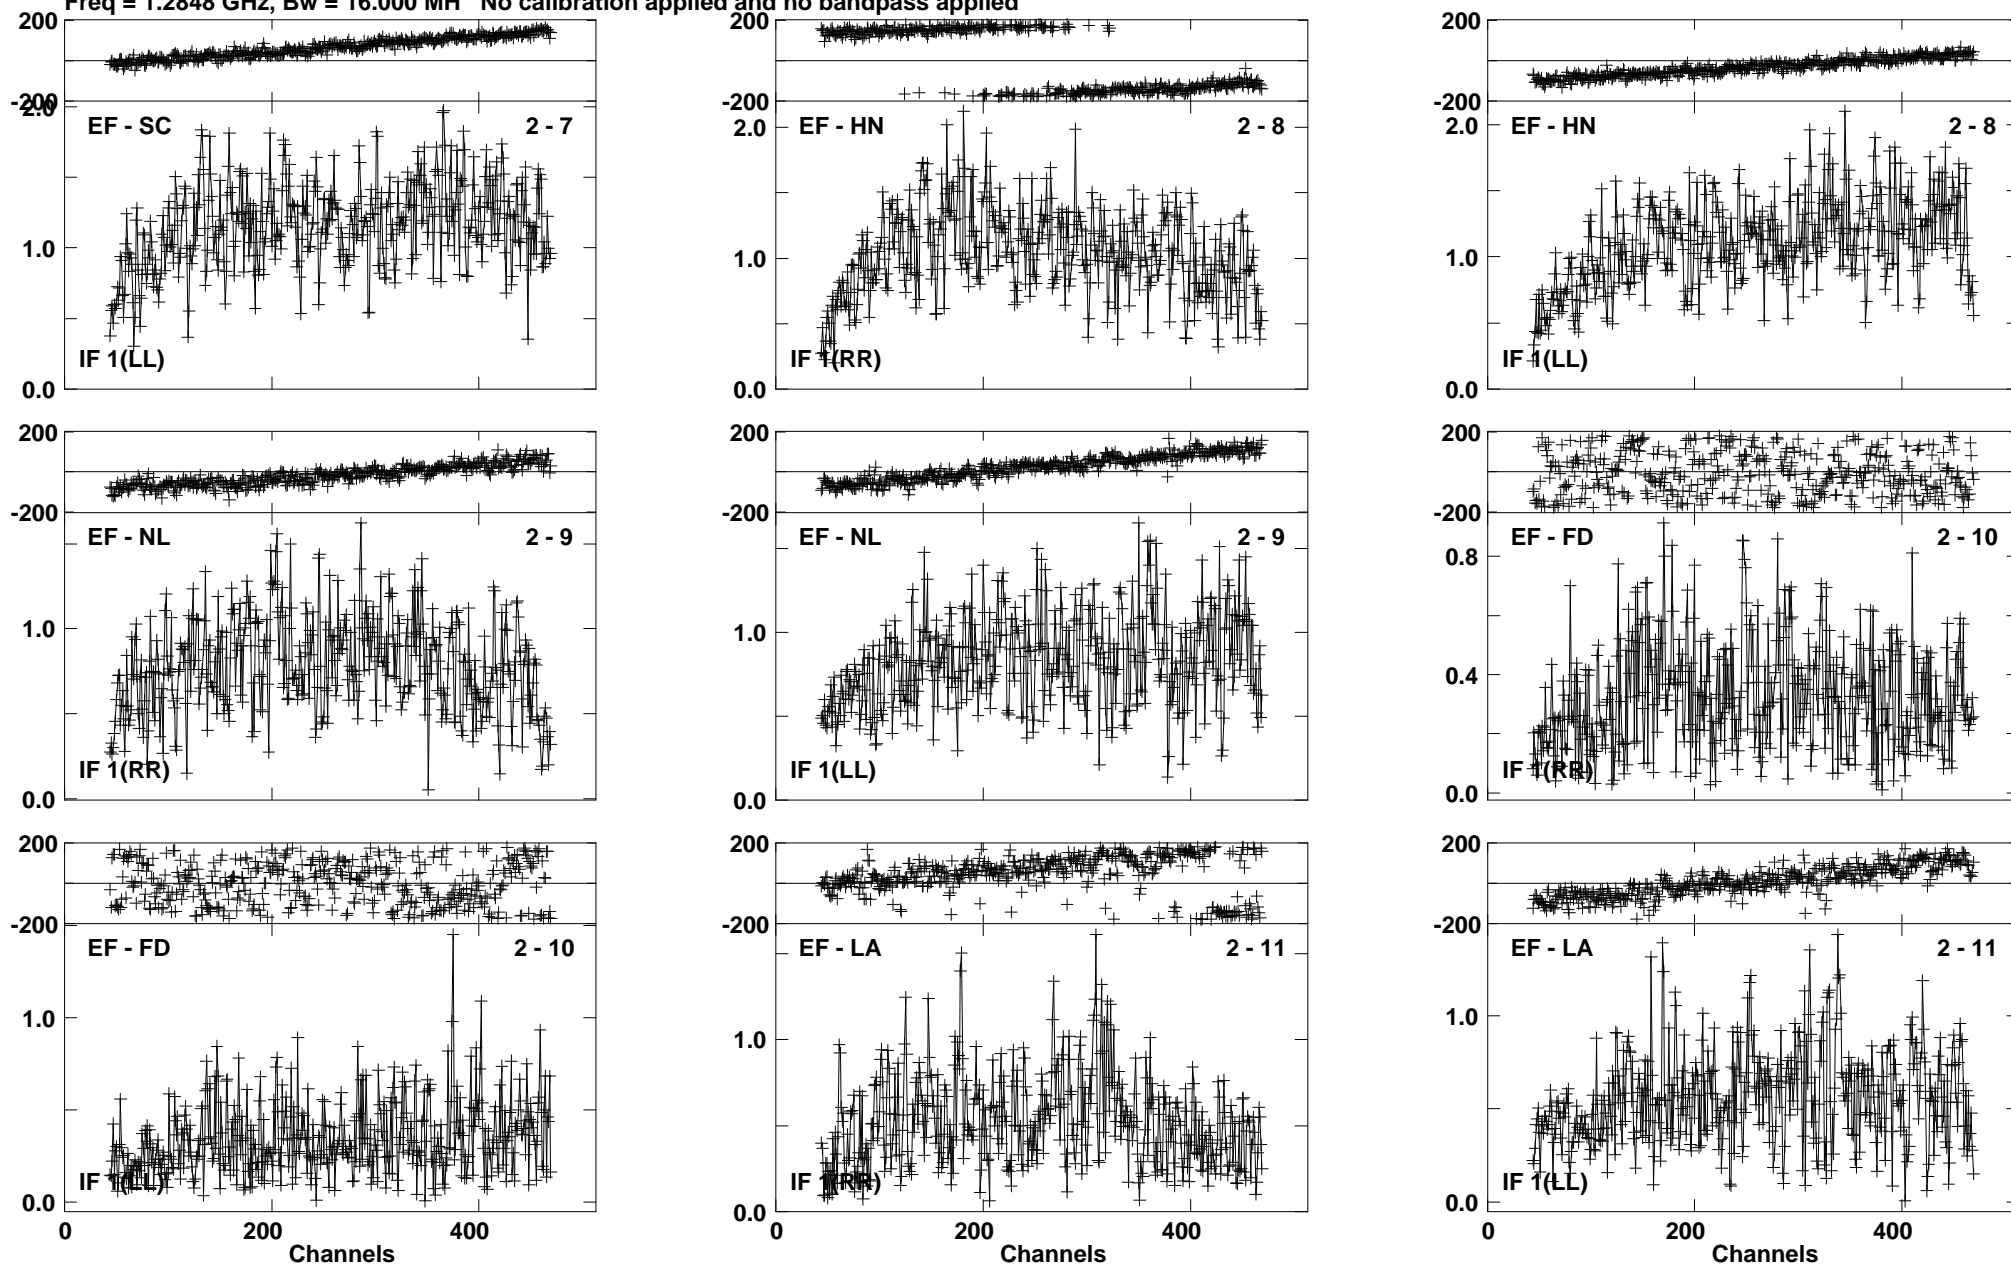 Freq = 1.2848 GHz, Bw = 16.000 MH No calibration applied and no bandpass applied
200 200 200
-200 -200 -200
2.0 EF - SC 2 - 7 2.0 EF - HN 2 - 8 2.0 EF - HN 2 - 8
1.0 1.0 1.0
IF 1(LL) IF 1(RR) IF 1(LL)
0.0 0.0 0.0
200 200 200
-200 -200 -200
EF - NL 2 - 9 EF - NL 2 - 9 EF - FD 2 - 10
0.8
1.0 1.0
0.4
IF 1(RR) IF 1(LL) IF 1(RR)
0.0 0.0 0.0
200 200 200
-200 -200 -200
EF - FD 2 - 10 EF - LA 2 - 11 EF - LA 2 - 11
1.0 1.0 1.0
IF 1(LL) IF 1(RR) IF 1(LL)
0.0 0.0 0.0
0 200 400 0 200 400 0 200 400
Channels Channels Channels